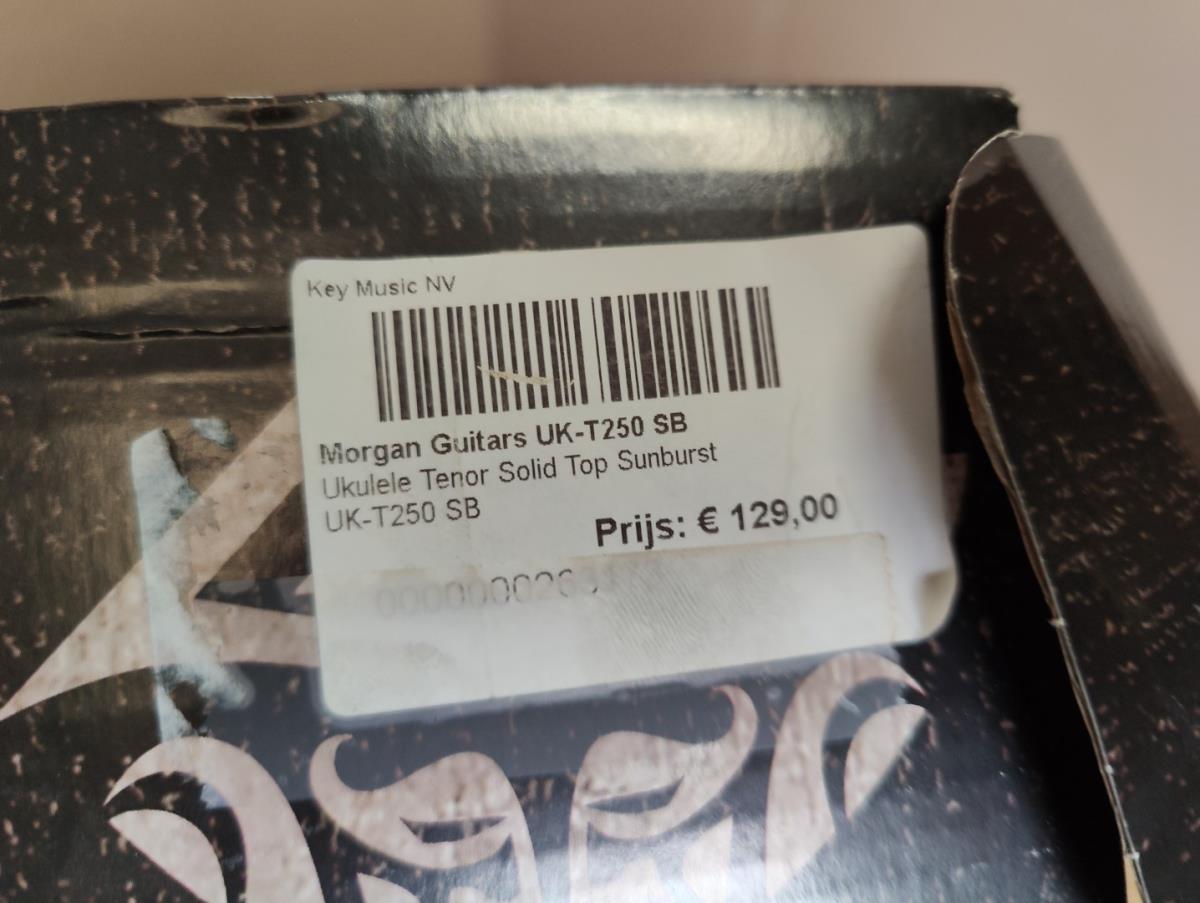 Key Music NV
Morgan Guitars UK-T250 SB
Ukulele Tenor Solid Top Sunburst
UK-T250 SB
Prijs: € 129,00